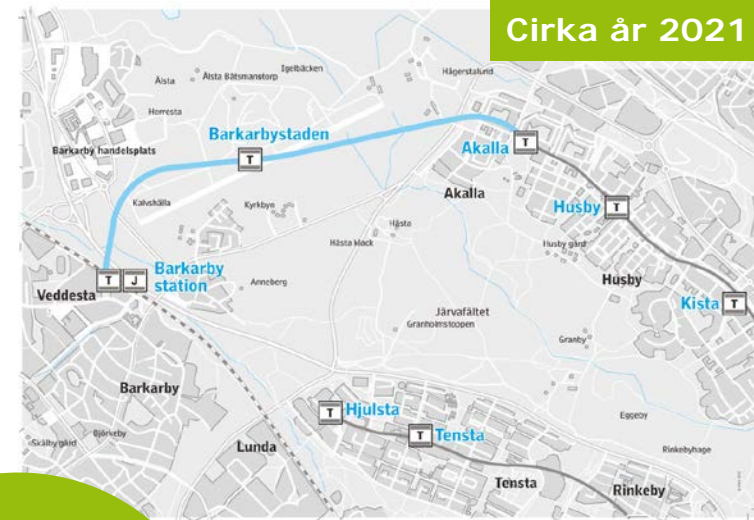 Cirka år 2021
Igelbäcken
Hägerstalund
Älsta
Älsta Båtsmanstorp
Horresta
Barkarbystaden
Barkarby handelsplats
T
Akalla
T
Akalla
Kalvshälla
Kyrkbyn
Husby
T
Hästa
Husby gård
Hästa klack
Barkarby
station
T J
Veddesta
Anneberg
Husby
Kista
T
Järvafältet
Granholmstoppen
Granby
Barkarby
T
Hjulsta
Eggeby
Björkeby
T
Tensta
Skälby gård
Lunda
Rinkebyhage
Tensta
Rinkeby